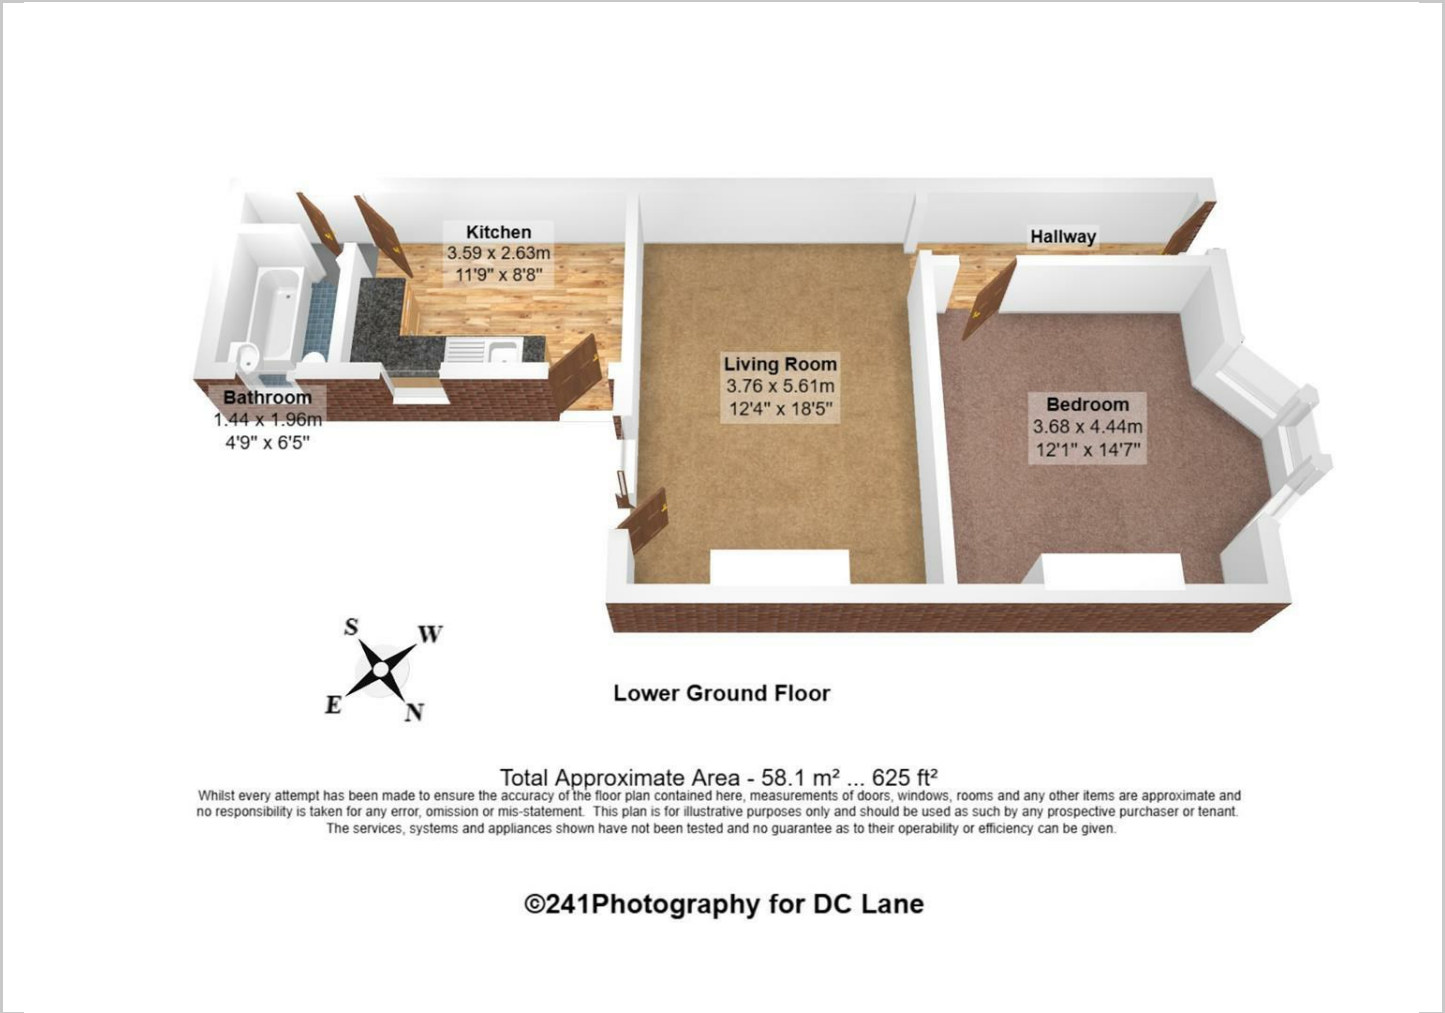 Kitchen
3.59 x 2.63m
11'9" x 8'8"
Hallway
Living Room
3.76 x 5.61m
12'4" x 18'5"
Bedroom
3.68 x 4.44m
12'1" x 14'7"
Bathroom
1.44 x 1.96m
4'9" x 6'5"
S
W
E
N
Lower Ground Floor
Total Approximate Area - 58.1 m² ... 625 ft²
Whilst every attempt has been made to ensure the accuracy of the floor plan contained here, measurements of doors, windows, rooms and any other items are approximate and
no responsibility is taken for any error, omission or mis-statement. This plan is for illustrative purposes only and should be used as such by any prospective purchaser or tenant.
The services, systems and appliances shown have not been tested and no guarantee as to their operability or efficiency can be given.
©241Photography for DC Lane